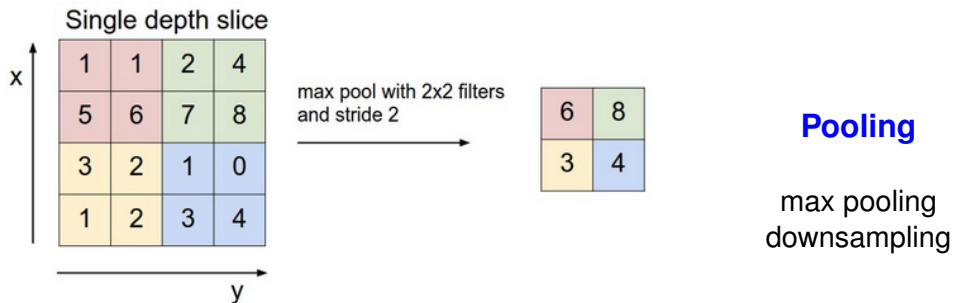 Single depth slice
x
1 1 2 4
5 6 7 8
3 2 1 0
1 2 3 4
y
max pool with 2x2 filters
and stride 2
6 8
3 4
Pooling
max pooling
downsampling